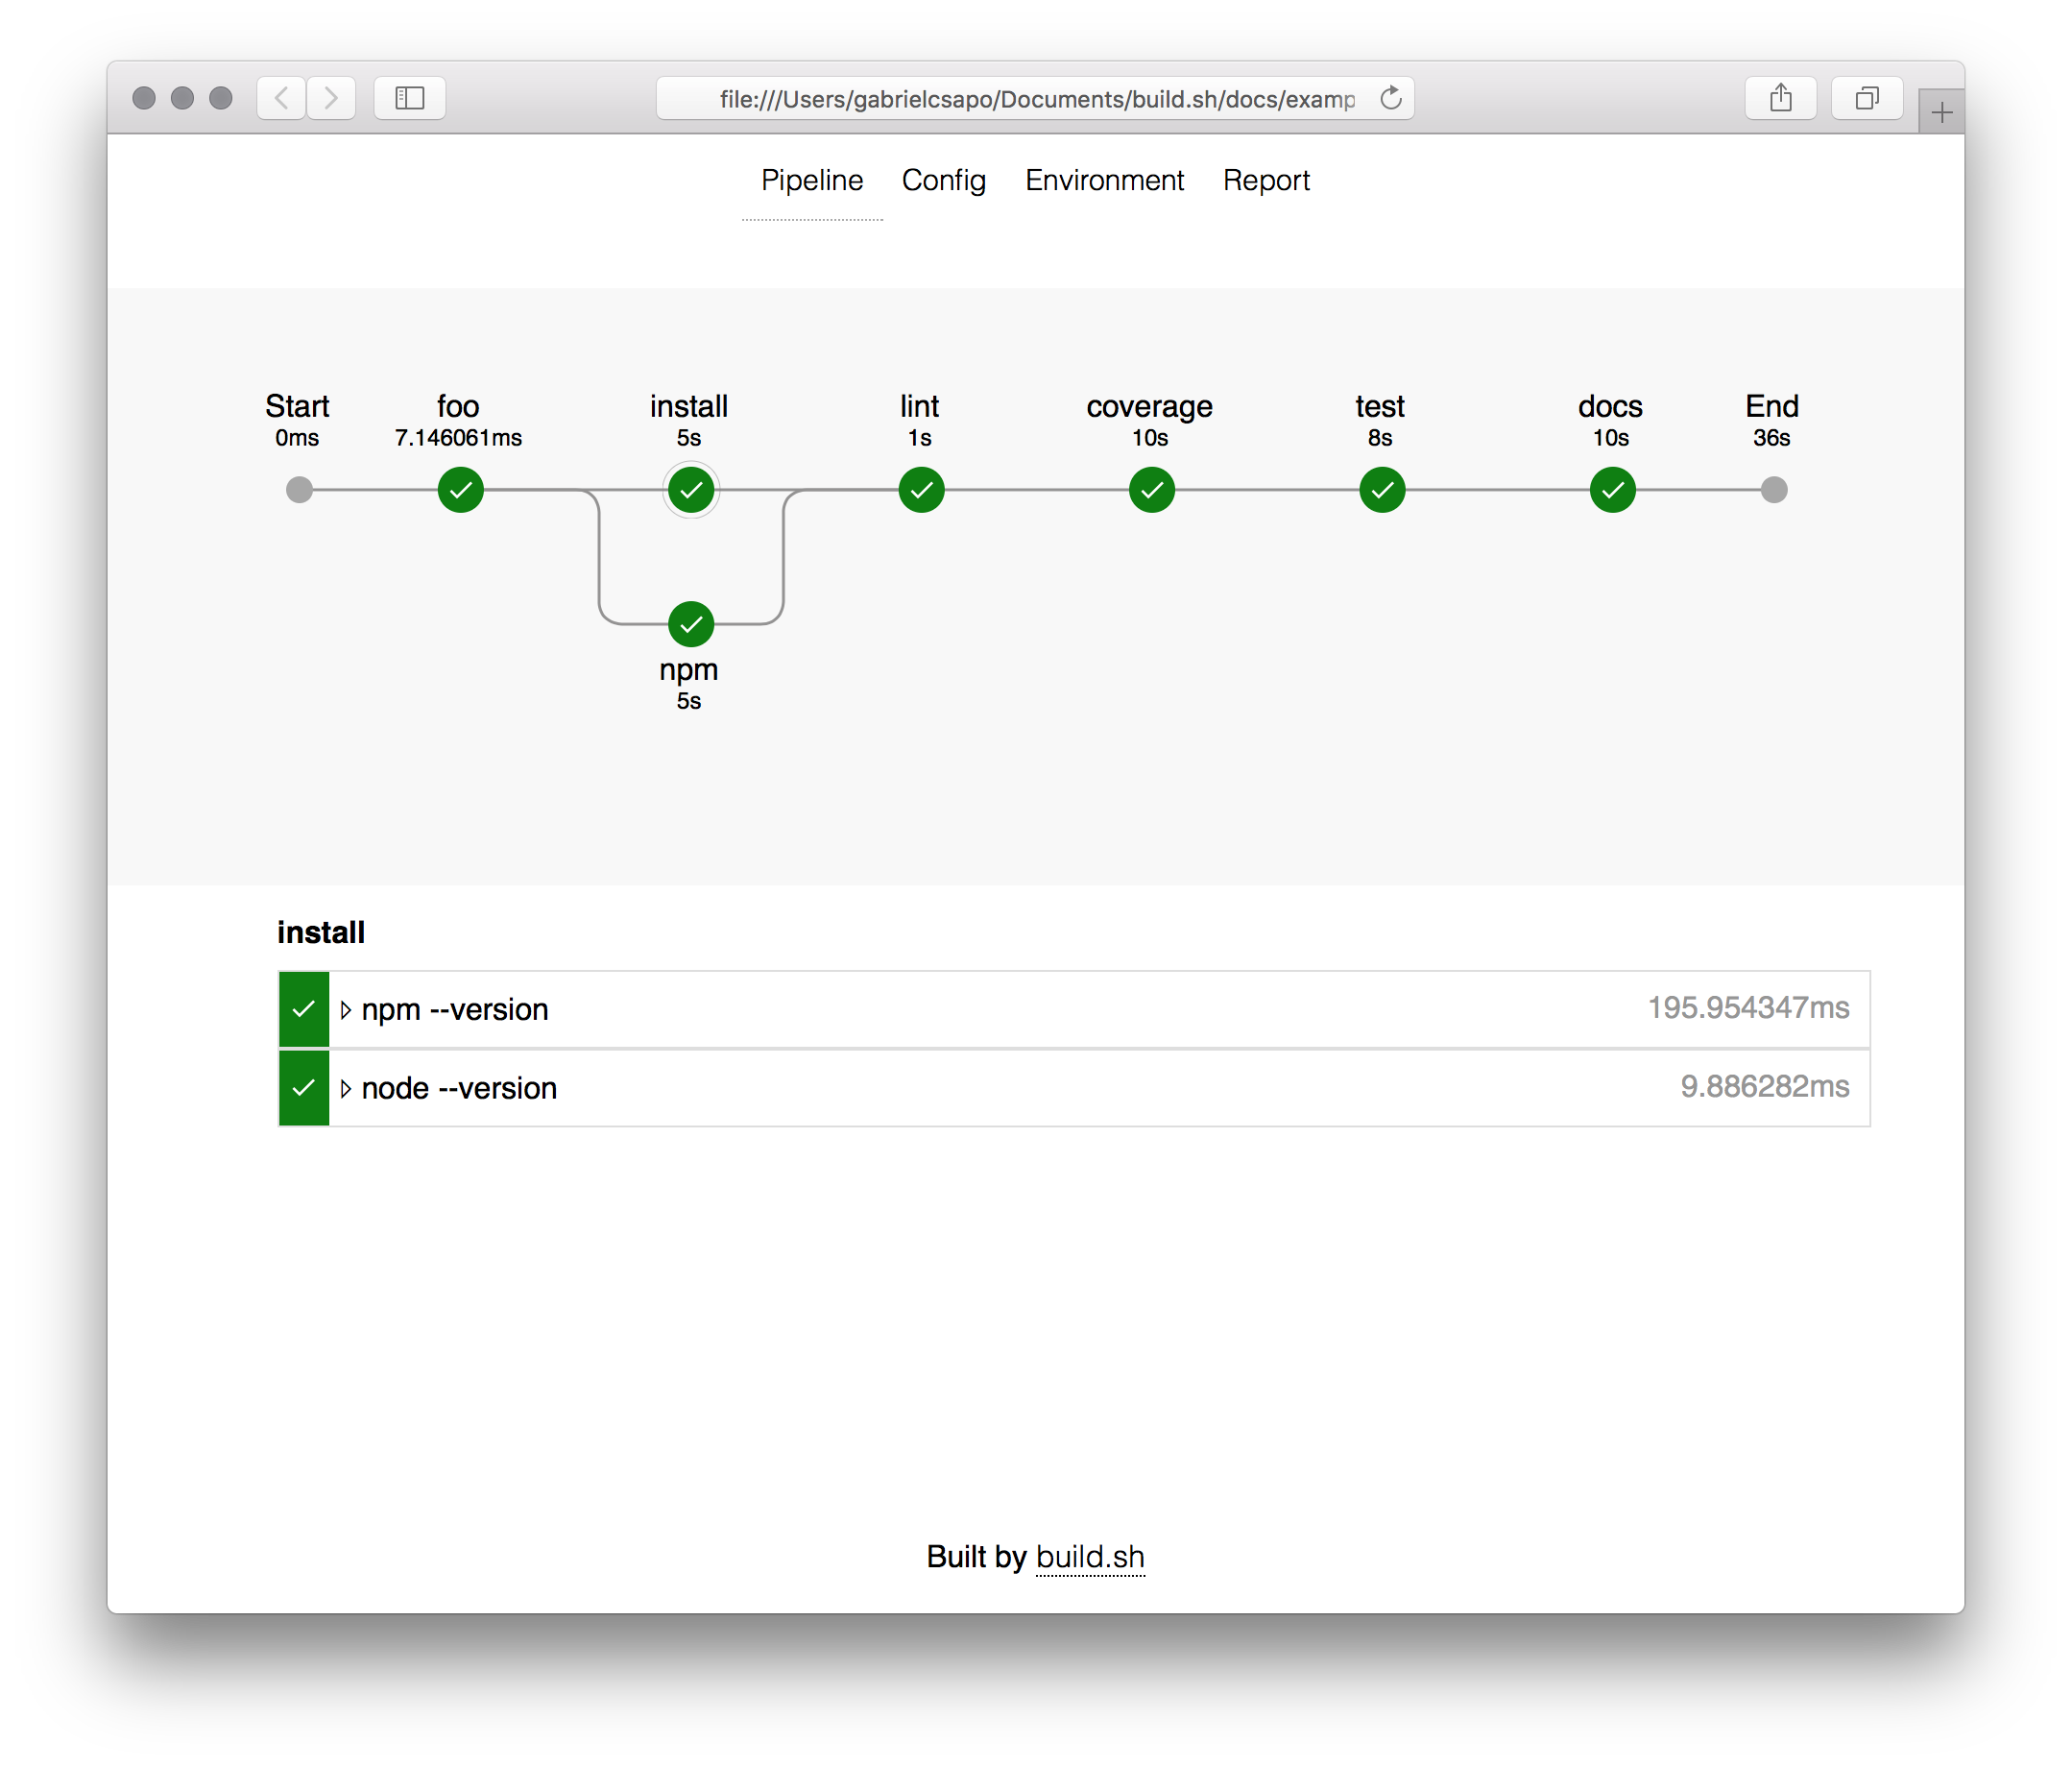 file:///Users/gabrielcsapo/Documents/build.sh/docs/examp
Pipeline Config Environment Report
Start foo install lint coverage test docs End
0ms 7.146061ms 5s 1s 10s 8s 10s 36s
npm
5s
install
npm --version 195.954347ms
node --version 9.886282ms
Built by build.sh